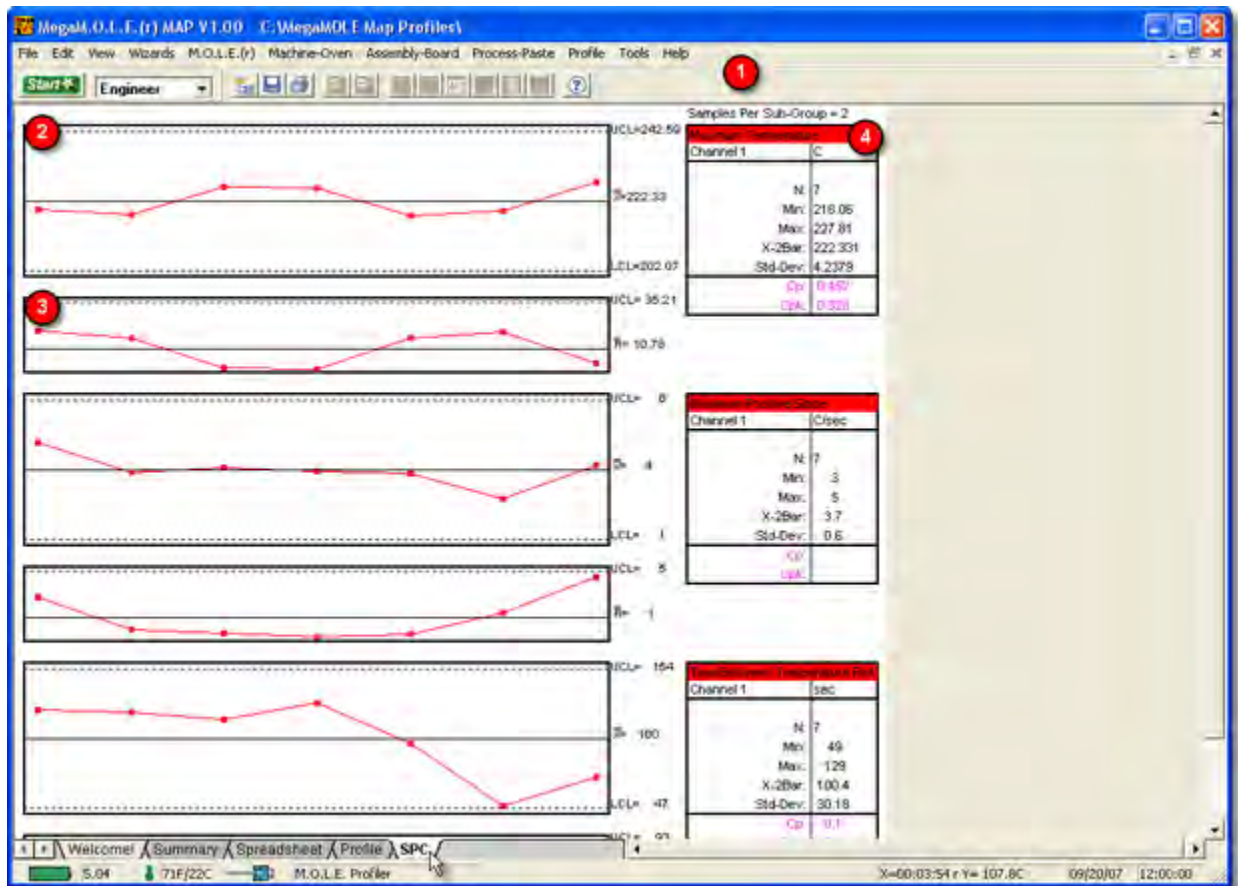 MegaM.O.L.E.(r) MAP V1.00 C:\MegaMOLE Map Profiles\
File Edit View Wizards M.O.L.E.(r) Machine-Oven Assembly-Board Process-Paste Profile Tools Help
Start Engineer
1
Samples Per Sub-Group = 2
2
UCL=242.59
=222.33
LCL=202.07
Maximum Temperature
4
Channel 1 C
N: 7
Min: 218.06
Max: 227.81
X-2Bar: 222.331
Std-Dev: 4.2379
Cp: 0.457
Cpk: 0.328
3
UCL= 35.21
R= 10.78
UCL= 8
= 4
LCL= 1
Maximum Positive Slope
Channel 1 C/sec
N: 7
Min: 3
Max: 5
X-2Bar: 3.7
Std-Dev: 0.6
Cp:
Cpk:
UCL= 5
R= 1
UCL= 154
= 100
LCL= 47
Channel 1 sec
N: 7
Min: 49
Max: 129
X-2Bar: 100.4
Std-Dev: 30.18
Cp: 0.1
UCL= 93
Welcome! Summary Spreadsheet Profile SPC
5.04 71F/22C M.O.L.E. Profiler X=00:03:54 r Y= 107.8C 09/20/07 12:00:00